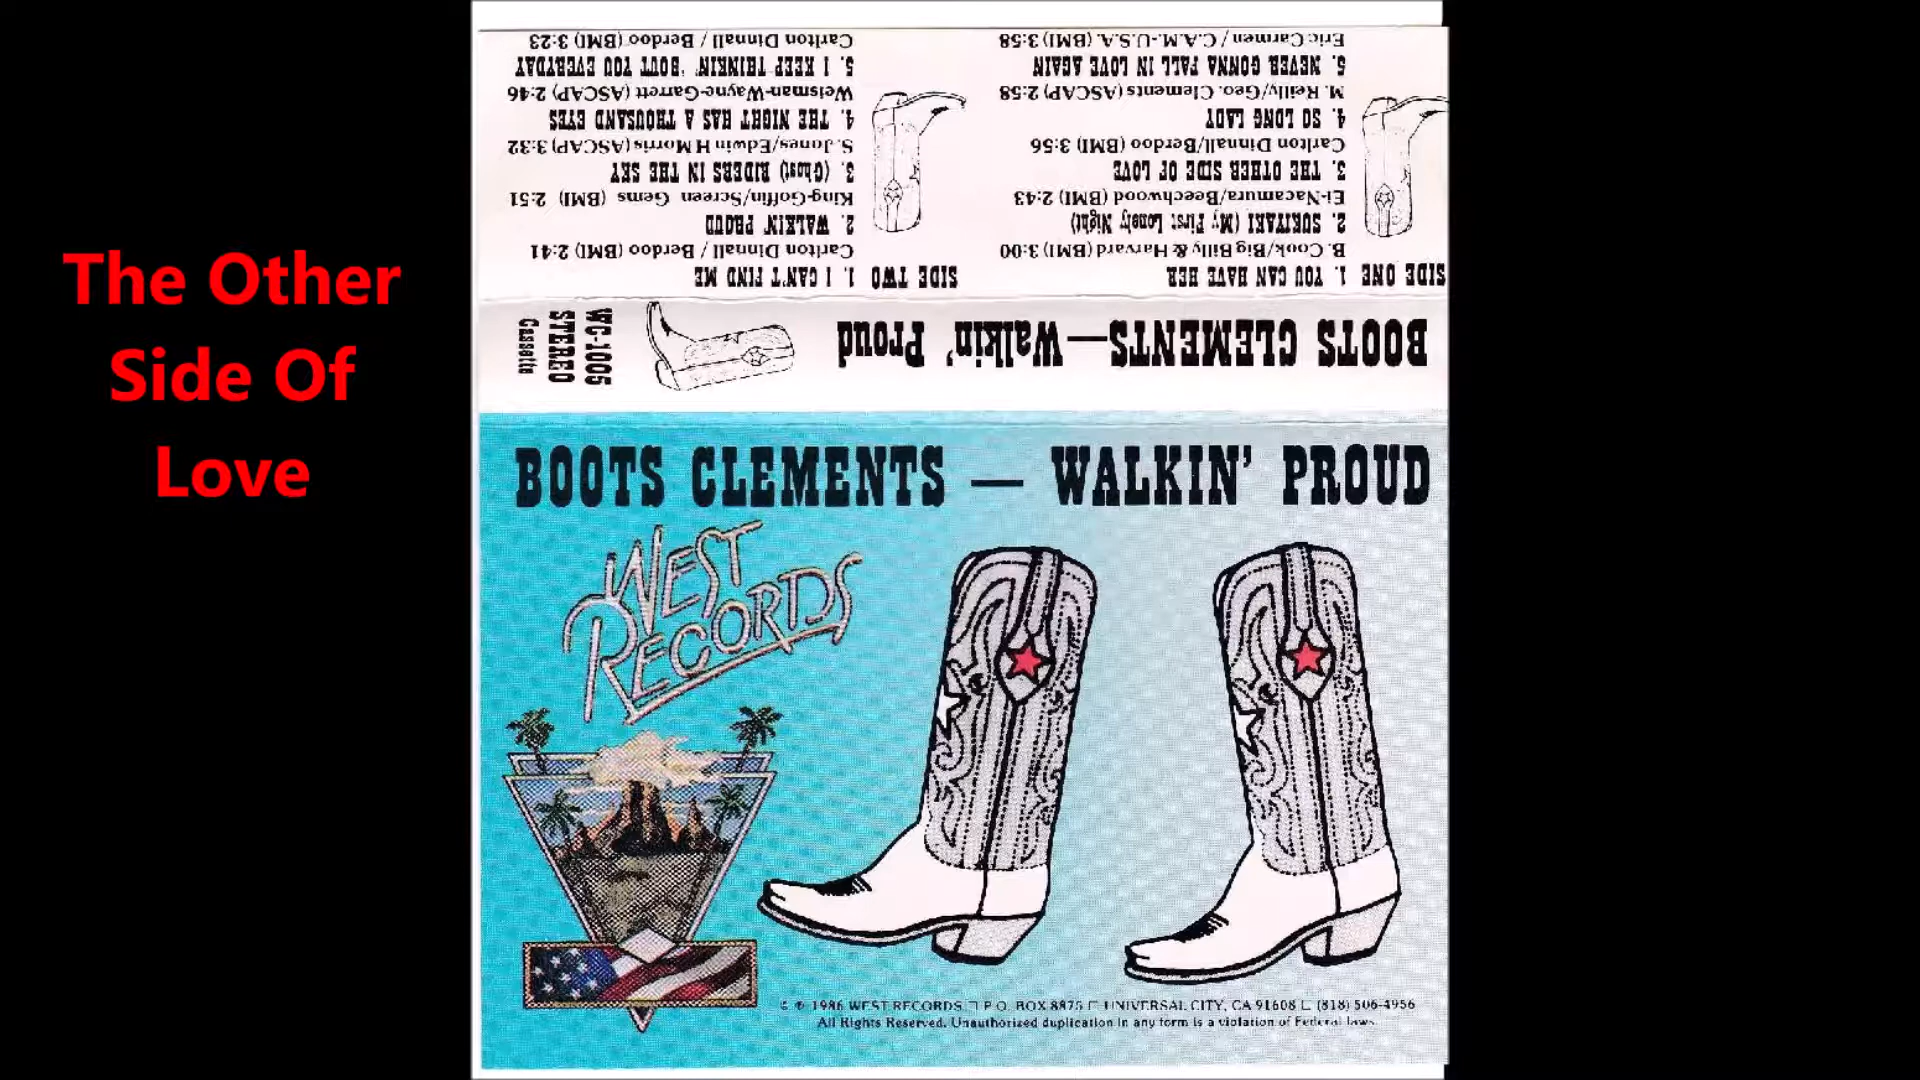 The Other
Side Of
Love
SIDE ONE
1. YOU CAN HAVE HER
B. Cook/Big Billy & Harvard (BMI) 3:00
2. SUKIYAKI (My First Lonely Night)
Ei-Nacamura/Beechwood (BMI) 2:43
3. THE OTHER SIDE OF LOVE
Carlton Dinnall/Berdoo (BMI) 3:56
4. SO LONG LADY
M. Reilly/Geo. Clements (ASCAP) 2:58
5. NEVER GONNA FALL IN LOVE AGAIN
Eric Carmen / C.A.M.-U.S.A. (BMI) 3:58
SIDE TWO
1. I CAN'T FIND ME
Carlton Dinnall / Berdoo (BMI) 2:41
2. WALKIN' PROUD
King-Goffin/Screen Gems (BMI) 2:51
3. (Ghost) RIDERS IN THE SKY
S. Jones/Edwin H Morris (ASCAP) 3:32
4. THE NIGHT HAS A THOUSAND EYES
Weisman-Wayne-Garrett (ASCAP) 2:46
5. I KEEP THINKIN' 'BOUT YOU EVERYDAY
Carlton Dinnall / Berdoo (BMI) 3:23
BOOTS CLEMENTS—Walkin' Proud
WC-1005
STEREO
Cassette
BOOTS CLEMENTS — WALKIN' PROUD
WEST
RECORDS
© ℗ 1986 WEST RECORDS □ P.O. BOX 8875 □ UNIVERSAL CITY, CA 91608 □ (818) 506-4956
All Rights Reserved. Unauthorized duplication in any form is a violation of Federal laws.